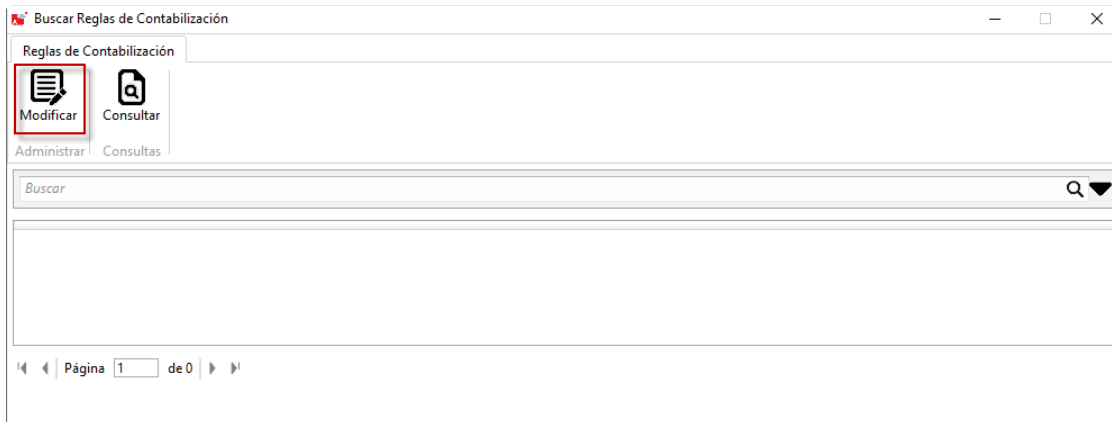 Buscar Reglas de Contabilización
Reglas de Contabilización
Modificar Consultar
Administrar Consultas
Buscar
Página 1 de 0